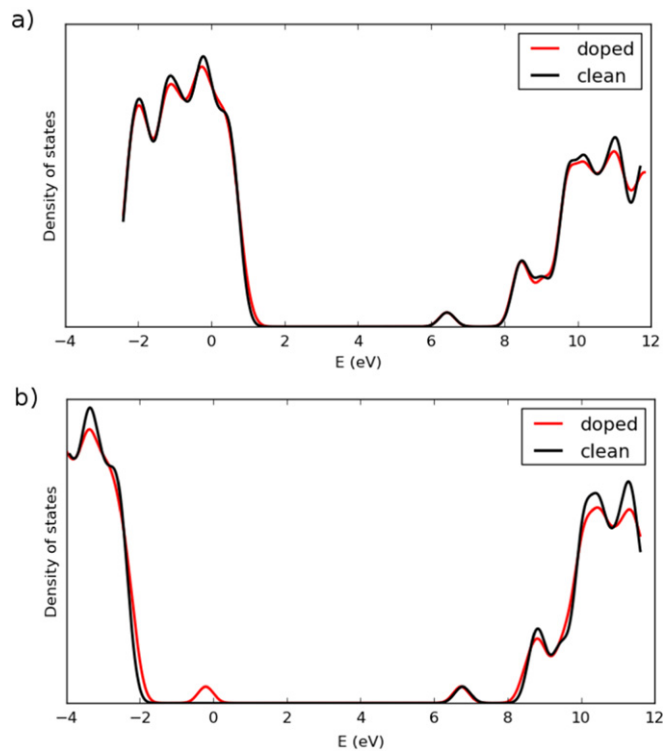 a)
doped
clean
Density of states
−4 −2 0 2 4 6 8 10 12
E (eV)
b)
doped
clean
Density of states
−4 −2 0 2 4 6 8 10 12
E (eV)